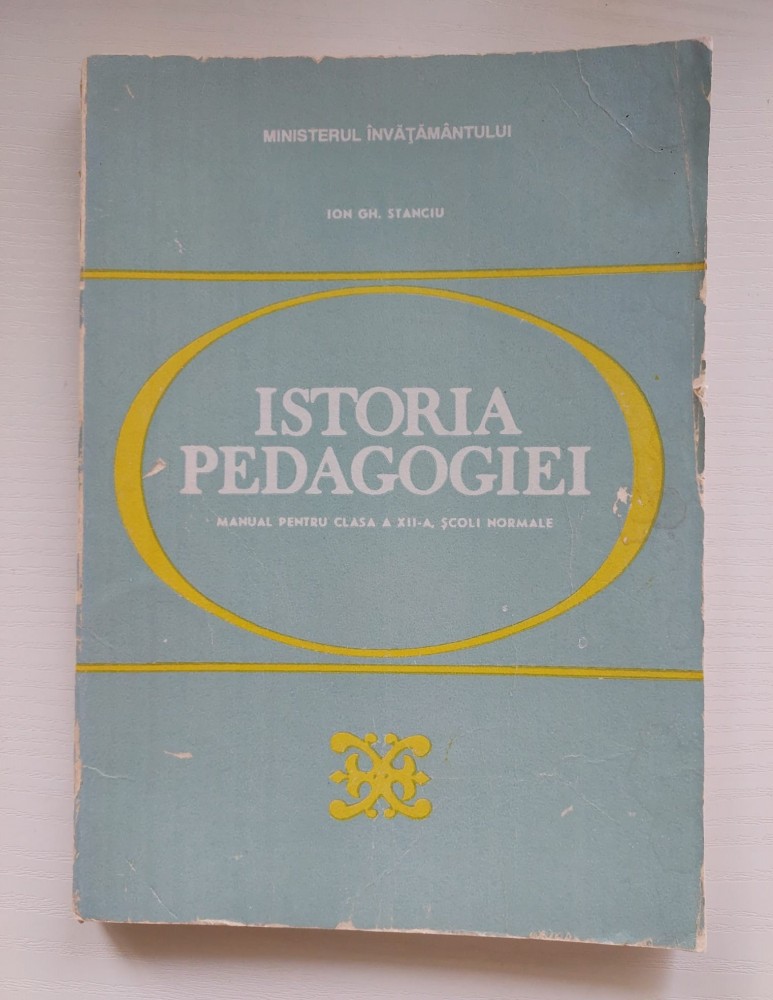 MINISTERUL ÎNVĂŢĂMÂNTULUI
ION GH. STANCIU
ISTORIA
PEDAGOGIEI
MANUAL PENTRU CLASA A XII-A, ŞCOLI NORMALE